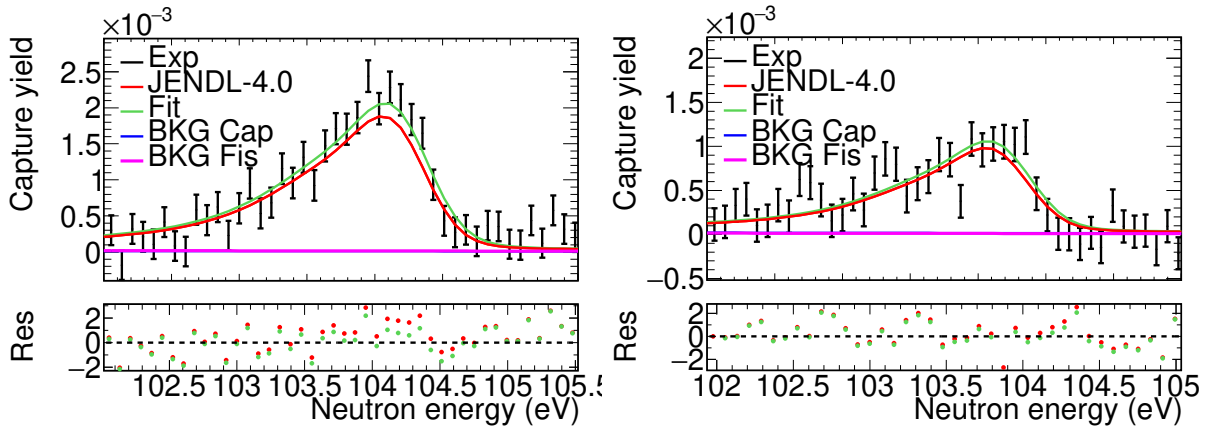 ×10⁻³
Capture yield
2.5
2
1.5
1
0.5
0
Exp
JENDL-4.0
Fit
BKG Cap
BKG Fis
Res
2
0
−2
102.5 103 103.5 104 104.5 105 105.5
Neutron energy (eV)
×10⁻³
Capture yield
2
1.5
1
0.5
0
−0.5
Exp
JENDL-4.0
Fit
BKG Cap
BKG Fis
Res
2
0
−2
102 102.5 103 103.5 104 104.5 105
Neutron energy (eV)